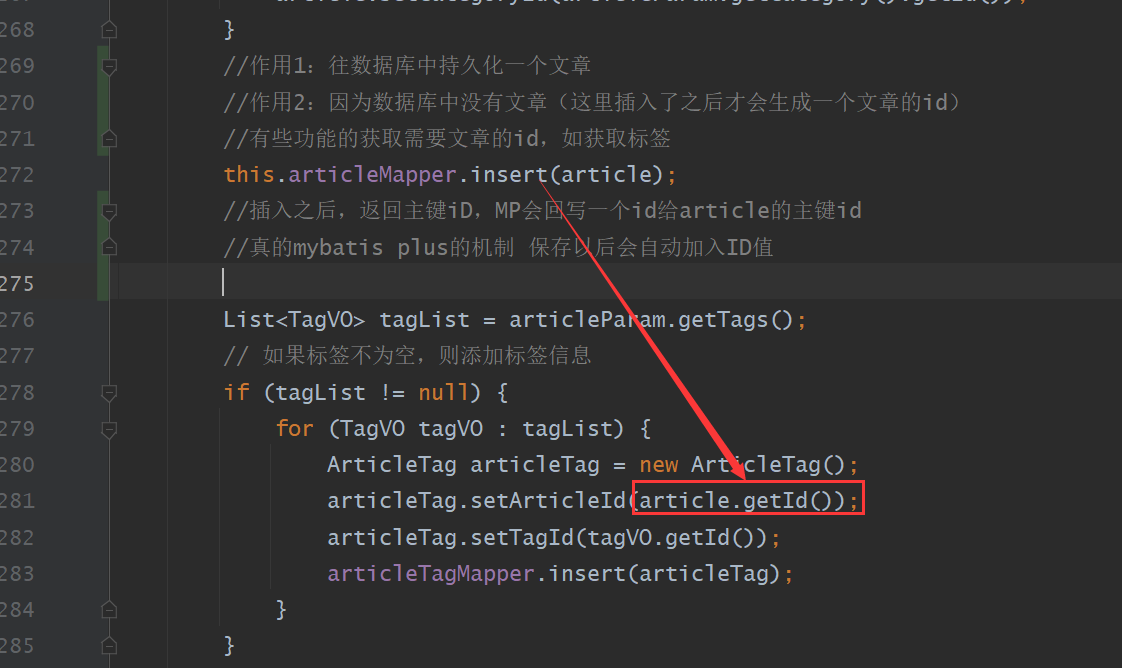 268 }
269 //作用1：往数据库中持久化一个文章
270 //作用2：因为数据库中没有文章（这里插入了之后才会生成一个文章的id）
271 //有些功能的获取需要文章的id，如获取标签
272 this.articleMapper.insert(article);
273 //插入之后，返回主键iD，MP会回写一个id给article的主键id
274 //真的mybatis plus的机制 保存以后会自动加入ID值
275
276 List<TagVO> tagList = articleParam.getTags();
277 // 如果标签不为空，则添加标签信息
278 if (tagList != null) {
279 for (TagVO tagVO : tagList) {
280 ArticleTag articleTag = new ArticleTag();
281 articleTag.setArticleId(article.getId());
282 articleTag.setTagId(tagVO.getId());
283 articleTagMapper.insert(articleTag);
284 }
285 }